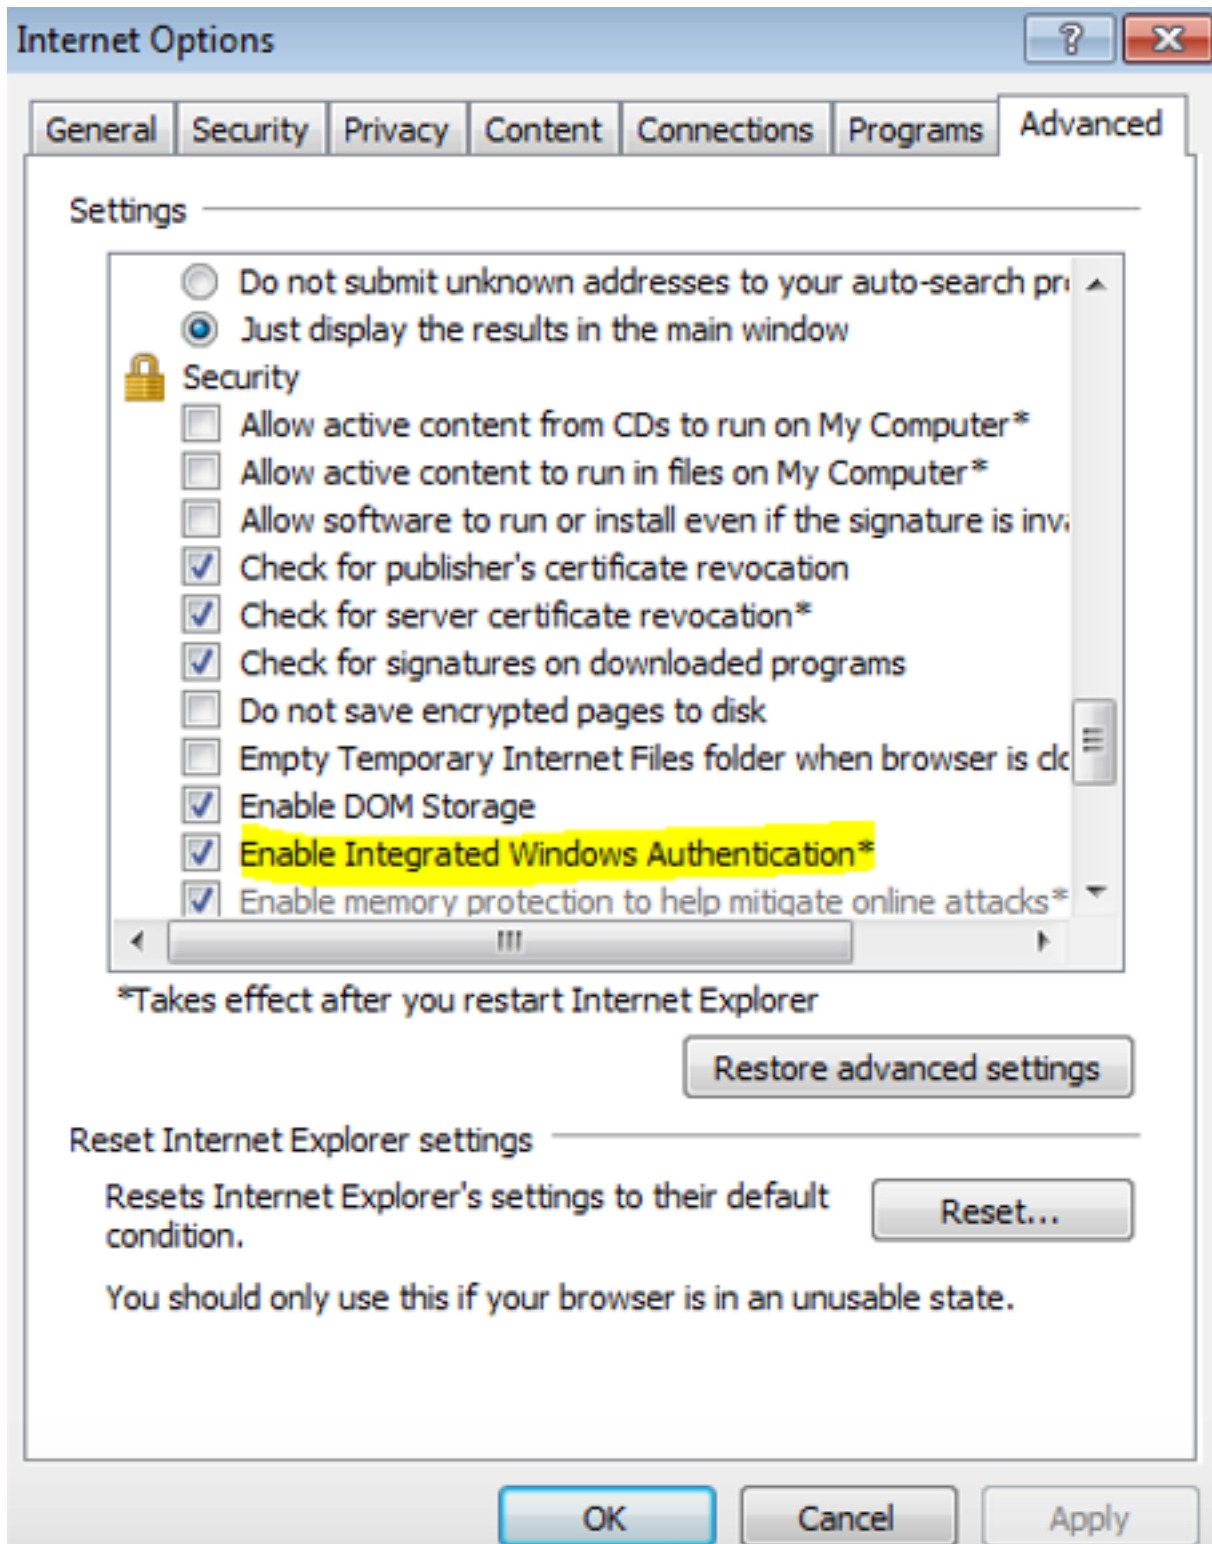 Internet Options
General Security Privacy Content Connections Programs Advanced
Settings
Do not submit unknown addresses to your auto-search
Just display the results in the main window
Security
Allow active content from CDs to run on My Computer*
Allow active content to run in files on My Computer*
Allow software to run or install even if the signature is
Check for publisher's certificate revocation
Check for server certificate revocation*
Check for signatures on downloaded programs
Do not save encrypted pages to disk
Empty Temporary Internet Files folder when browser is
Enable DOM Storage
Enable Integrated Windows Authentication*
Enable memory protection to help mitigate online attacks*
*Takes effect after you restart Internet Explorer
Restore advanced settings
Reset Internet Explorer settings
Resets Internet Explorer's settings to their default
condition.
Reset...
You should only use this if your browser is in an unusable state.
OK Cancel Apply